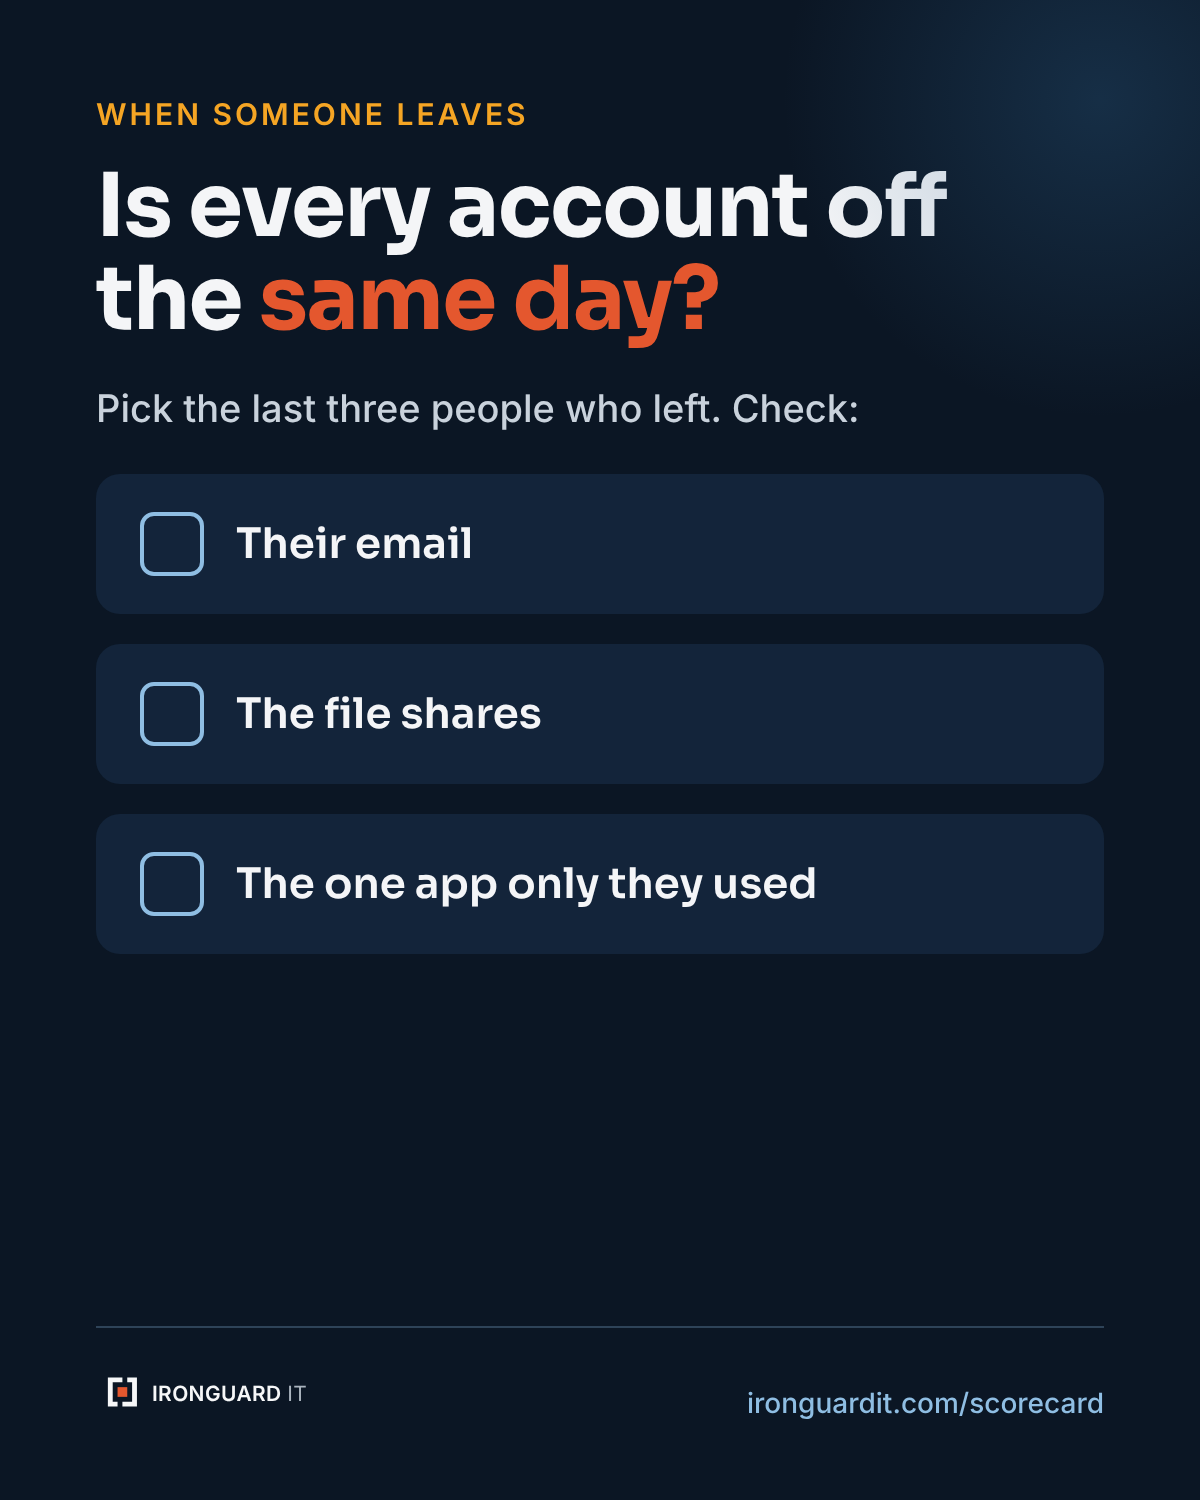 WHEN SOMEONE LEAVES
Is every account off
the same day?
Pick the last three people who left. Check:
Their email
The file shares
The one app only they used
IRONGUARD IT
ironguardit.com/scorecard